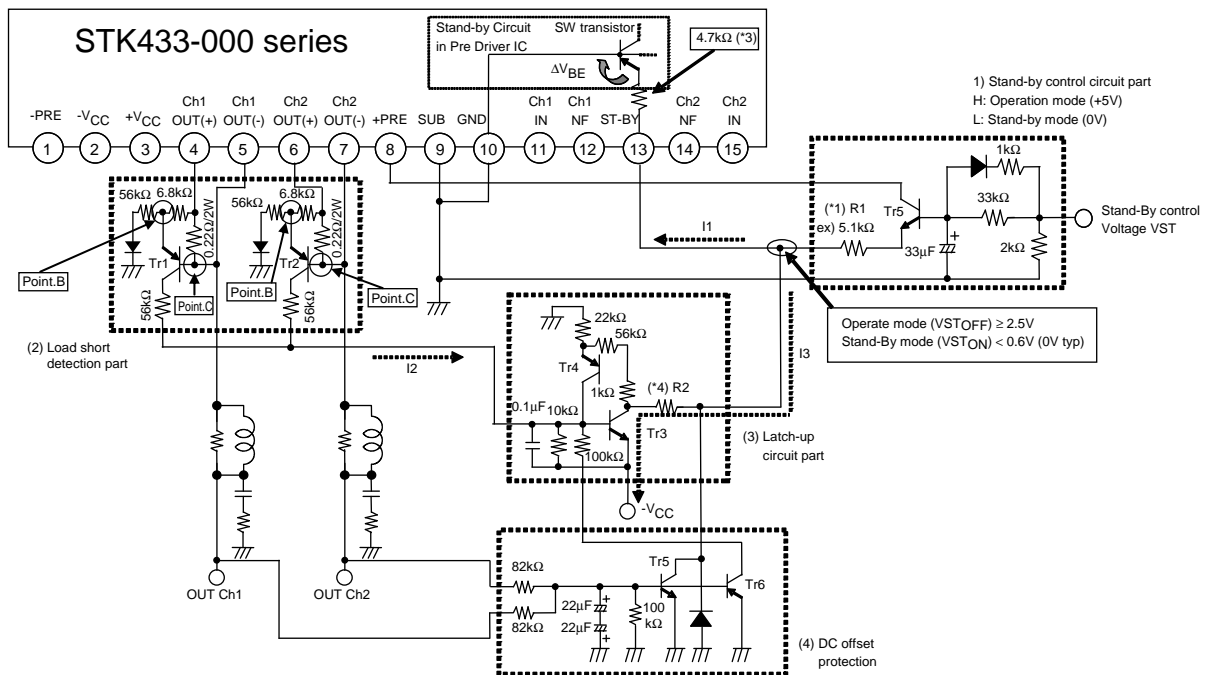 STK433-000 series
Stand-by Circuit
in Pre Driver IC
SW transistor
ΔVBE
4.7kΩ (*3)
1) Stand-by control circuit part
H: Operation mode (+5V)
L: Stand-by mode (0V)
-PRE
-VCC
+VCC
Ch1
OUT(+)
Ch1
OUT(-)
Ch2
OUT(+)
Ch2
OUT(-)
+PRE
SUB
GND
Ch1
IN
Ch1
NF
ST-BY
Ch2
NF
Ch2
IN
1
2
3
4
5
6
7
8
9
10
11
12
13
14
15
56kΩ
6.8kΩ
0.22Ω/2W
Tr1
Point.B
Point.C
56kΩ
56kΩ
6.8kΩ
0.22Ω/2W
Tr2
Point.B
Point.C
56kΩ
(2) Load short
detection part
I1
I2
I3
(*1) R1
ex) 5.1kΩ
Tr5
1kΩ
33kΩ
33μF
2kΩ
Stand-By control
Voltage VST
Operate mode (VSTOFF) ≥ 2.5V
Stand-By mode (VSTON) < 0.6V (0V typ)
22kΩ
56kΩ
Tr4
1kΩ
(*4) R2
0.1μF
10kΩ
Tr3
100kΩ
(3) Latch-up
circuit part
-VCC
OUT Ch1
OUT Ch2
82kΩ
82kΩ
22μF
22μF
100
kΩ
Tr5
Tr6
(4) DC offset
protection